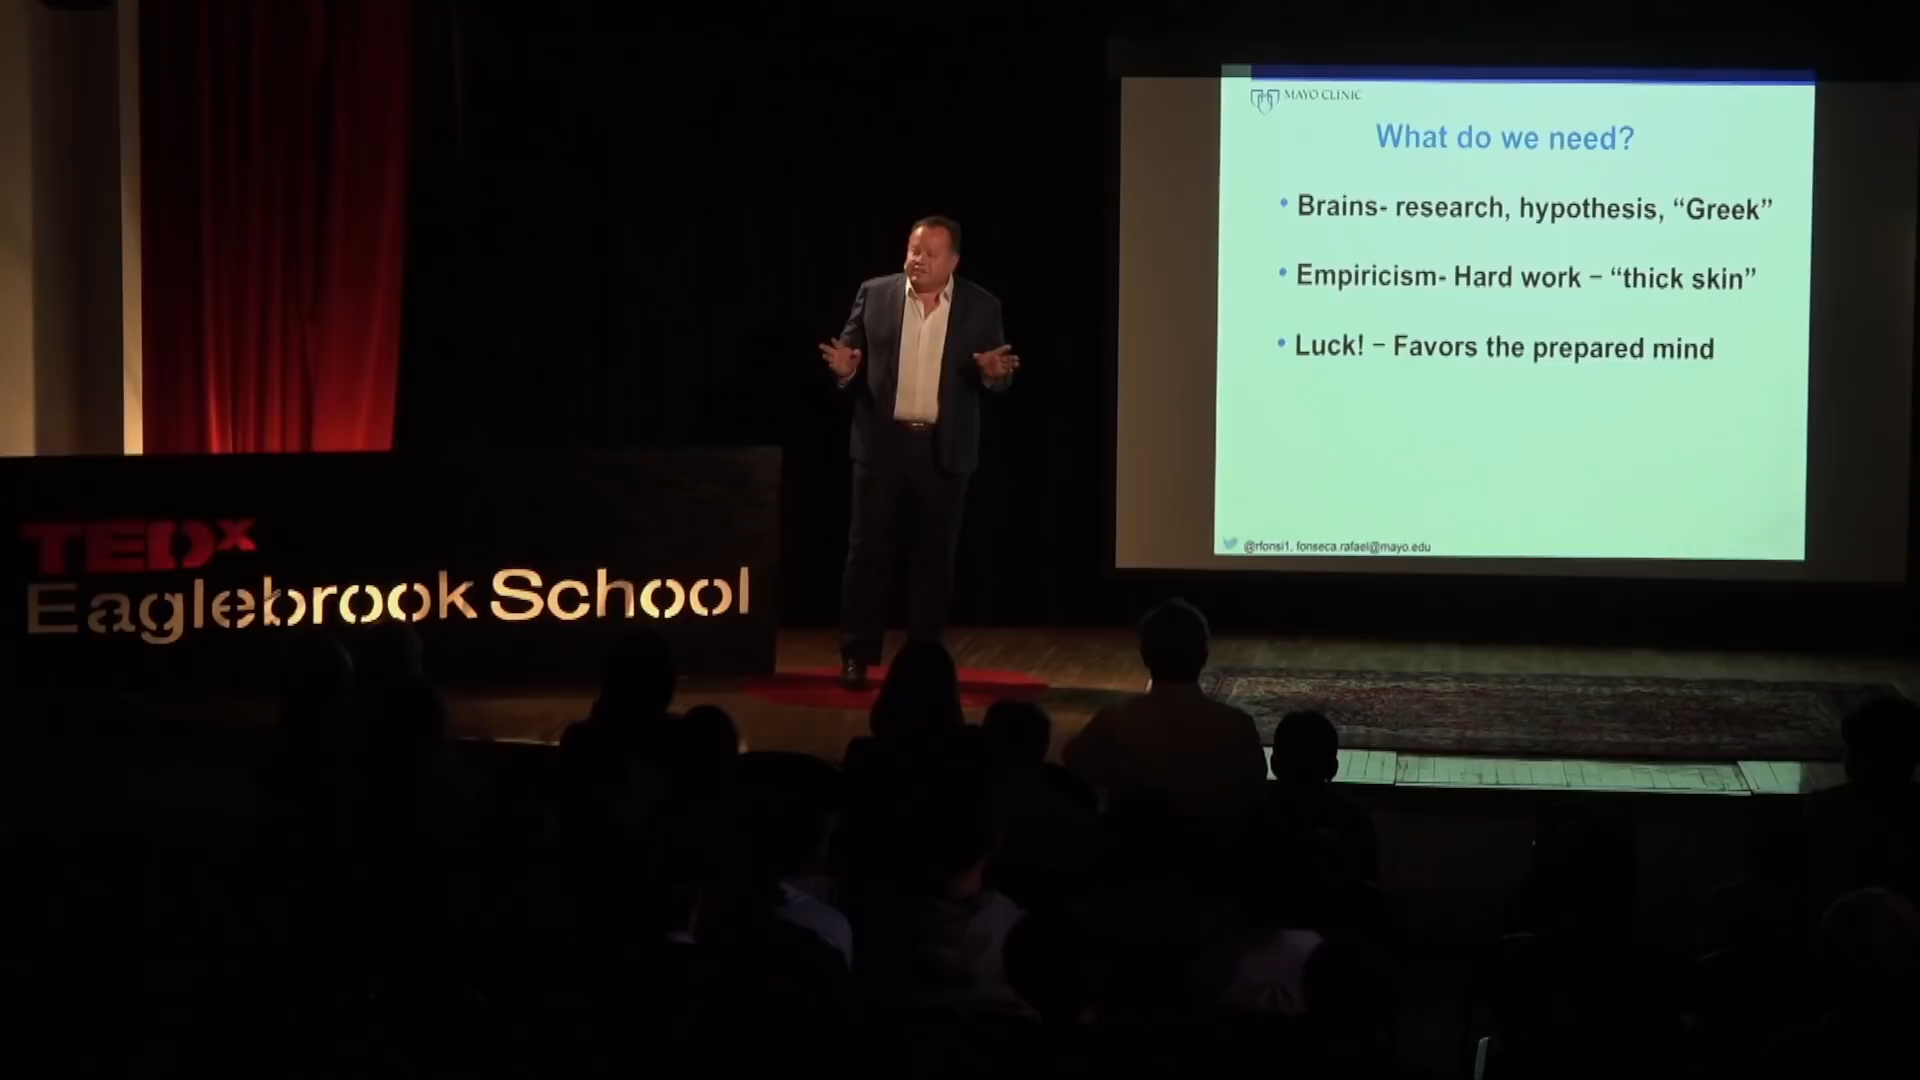 TEDx
Eaglebrook School
MAYO CLINIC
What do we need?
• Brains- research, hypothesis, “Greek”
• Empiricism- Hard work – “thick skin”
• Luck! – Favors the prepared mind
@rfonsi1, fonseca.rafael@mayo.edu